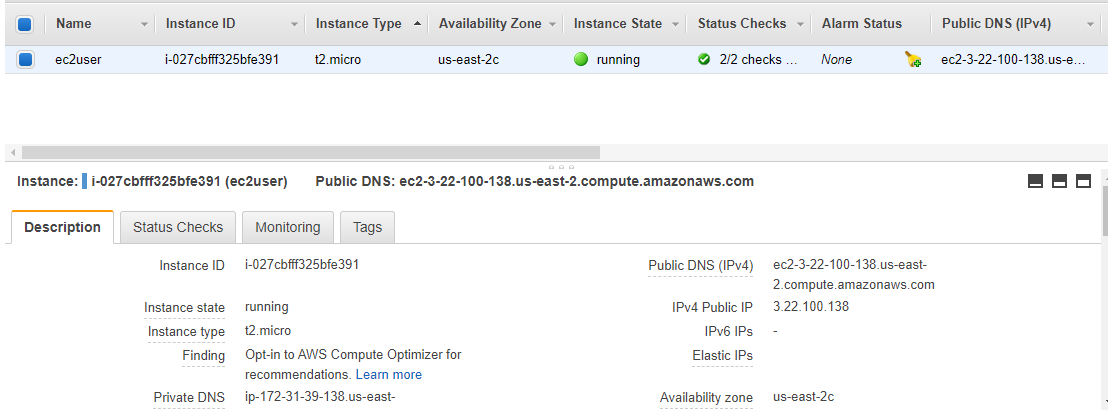 Name Instance ID Instance Type Availability Zone Instance State Status Checks Alarm Status Public DNS (IPv4)
ec2user i-027cbfff325bfe391 t2.micro us-east-2c running 2/2 checks ... None ec2-3-22-100-138.us-e...
Instance: i-027cbfff325bfe391 (ec2user) Public DNS: ec2-3-22-100-138.us-east-2.compute.amazonaws.com
Description Status Checks Monitoring Tags
Instance ID i-027cbfff325bfe391 Public DNS (IPv4) ec2-3-22-100-138.us-east-
2.compute.amazonaws.com
Instance state running IPv4 Public IP 3.22.100.138
Instance type t2.micro IPv6 IPs -
Finding Opt-in to AWS Compute Optimizer for Elastic IPs
recommendations. Learn more
Private DNS ip-172-31-39-138.us-east- Availability zone us-east-2c